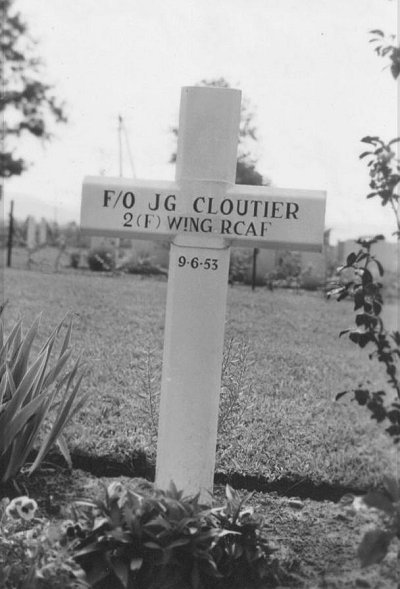 F/O JG CLOUTIER
2(F) WING RCAF
9-6-53